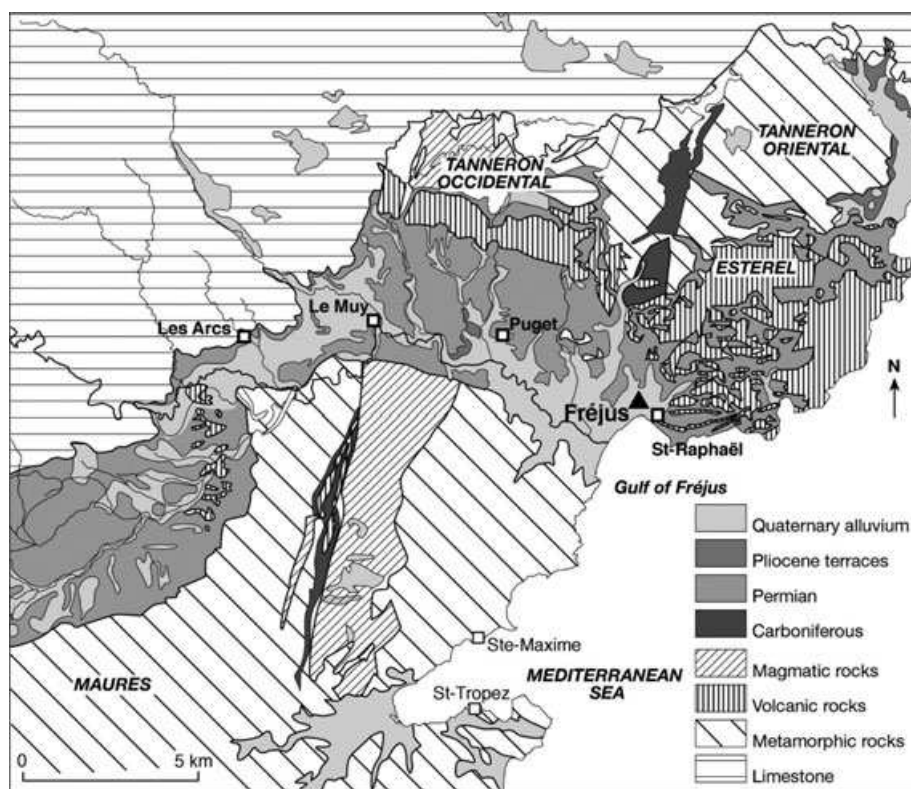 TANNERON
ORIENTAL
TANNERON
OCCIDENTAL
ESTEREL
Le Muy
Les Arcs
Puget
N
Fréjus
St-Raphaël
Gulf of Fréjus
Quaternary alluvium
Pliocene terraces
Permian
Carboniferous
Ste-Maxime
Magmatic rocks
MAURES
MEDITERRANEAN
SEA
St-Tropez
Volcanic rocks
Metamorphic rocks
0 5 km
Limestone